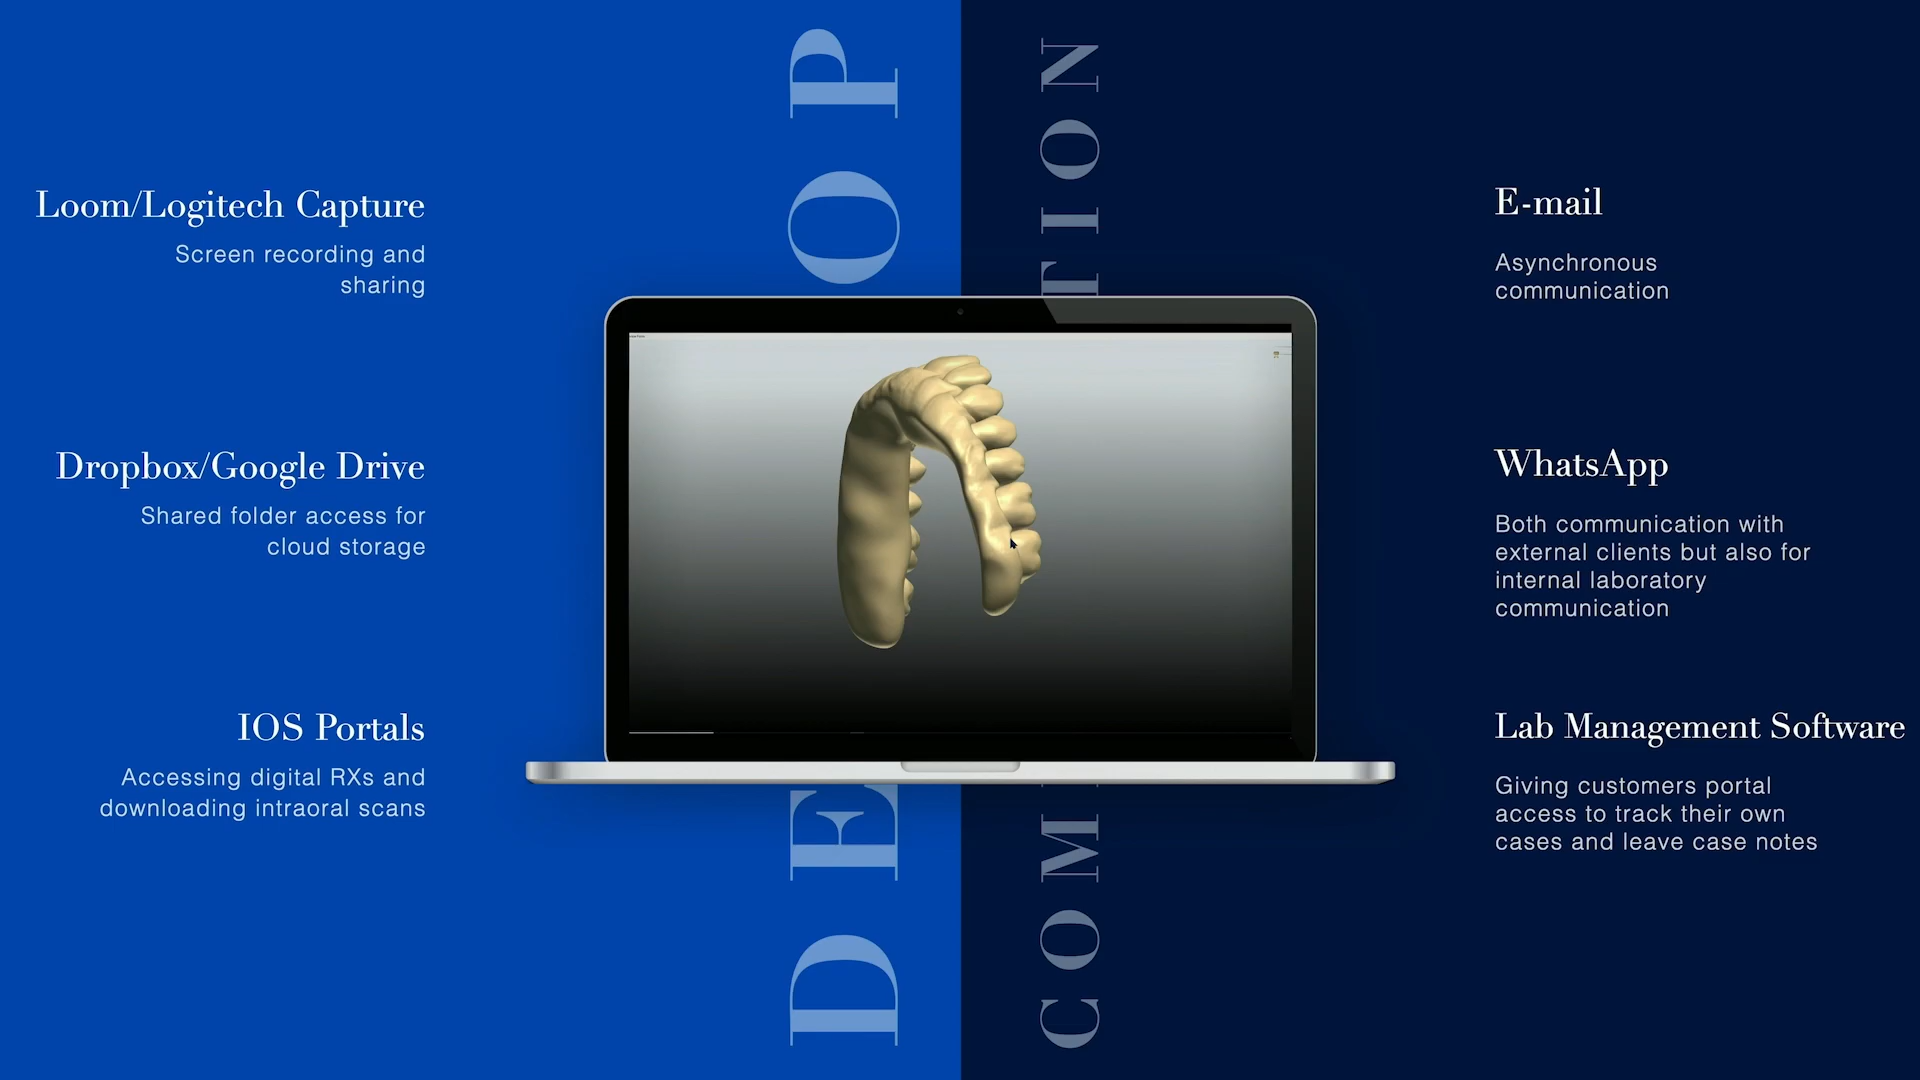 Loom/Logitech Capture
Screen recording and
sharing
Dropbox/Google Drive
Shared folder access for
cloud storage
IOS Portals
Accessing digital RXs and
downloading intraoral scans
E-mail
Asynchronous
communication
WhatsApp
Both communication with
external clients but also for
internal laboratory
communication
Lab Management Software
Giving customers portal
access to track their own
cases and leave case notes